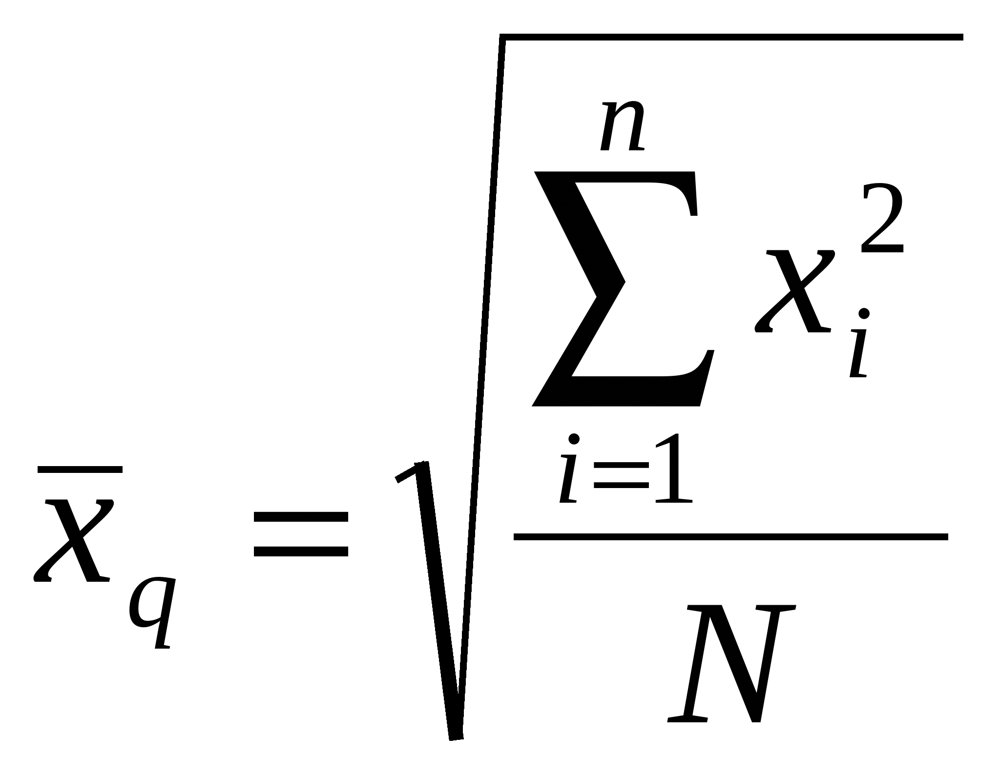 x̄_q = √( (∑_{i=1}^{n} x_i^2) / N )